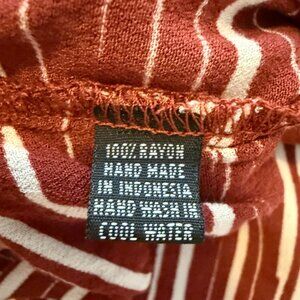 100% RAYON
HAND MADE
IN INDONESIA
HAND WASH IN
COOL WATER